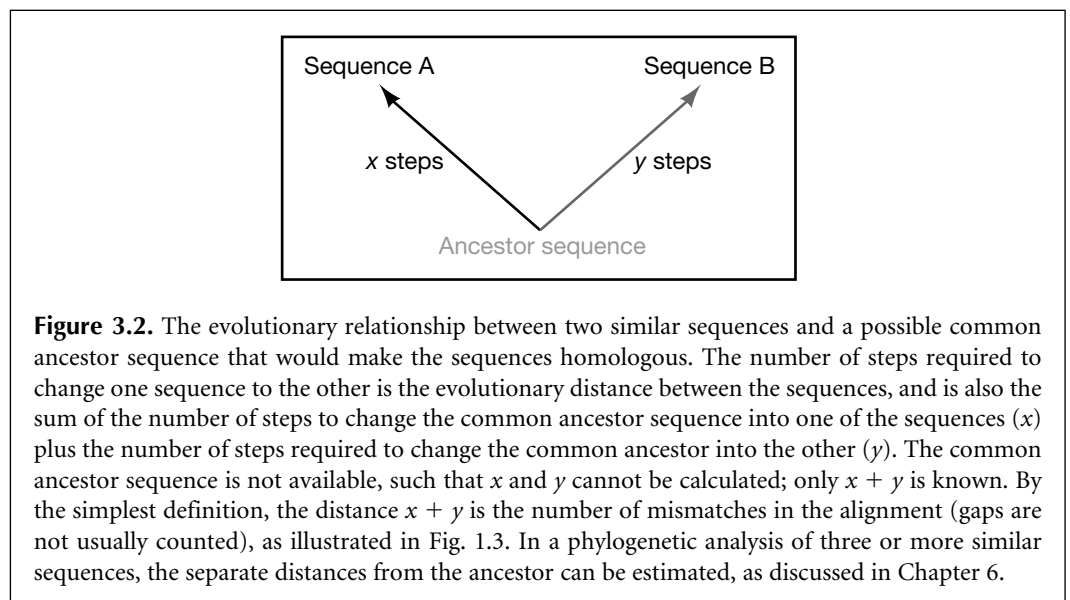 Sequence A
Sequence B
x steps
y steps
Ancestor sequence
Figure 3.2. The evolutionary relationship between two similar sequences and a possible common
ancestor sequence that would make the sequences homologous. The number of steps required to
change one sequence to the other is the evolutionary distance between the sequences, and is also the
sum of the number of steps to change the common ancestor sequence into one of the sequences (x)
plus the number of steps required to change the common ancestor into the other (y). The common
ancestor sequence is not available, such that x and y cannot be calculated; only x + y is known. By
the simplest definition, the distance x + y is the number of mismatches in the alignment (gaps are
not usually counted), as illustrated in Fig. 1.3. In a phylogenetic analysis of three or more similar
sequences, the separate distances from the ancestor can be estimated, as discussed in Chapter 6.